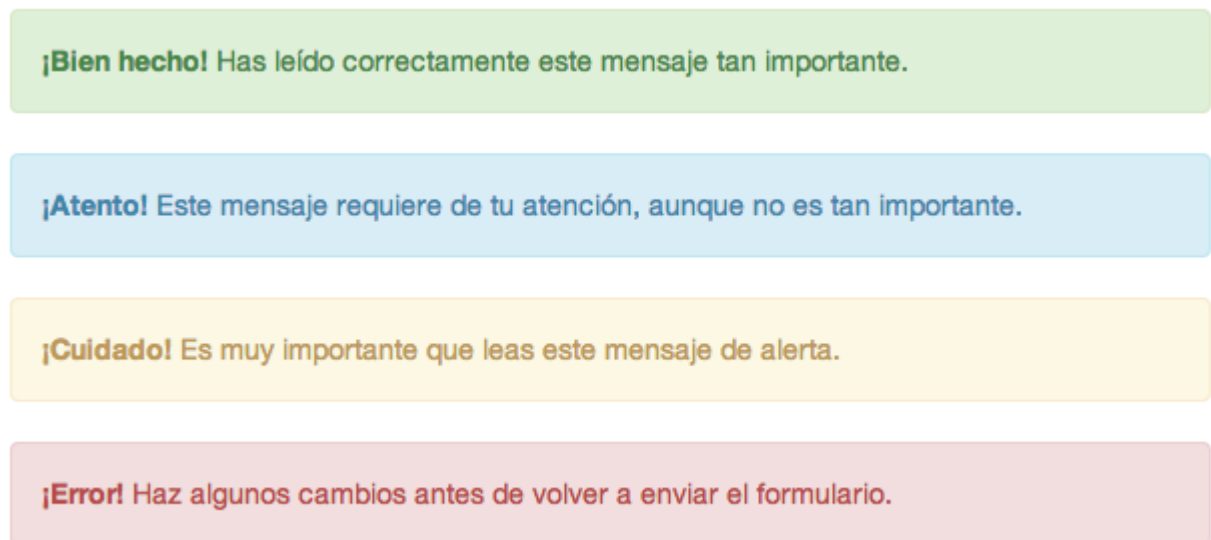 ¡Bien hecho! Has leído correctamente este mensaje tan importante.
¡Atento! Este mensaje requiere de tu atención, aunque no es tan importante.
¡Cuidado! Es muy importante que leas este mensaje de alerta.
¡Error! Haz algunos cambios antes de volver a enviar el formulario.